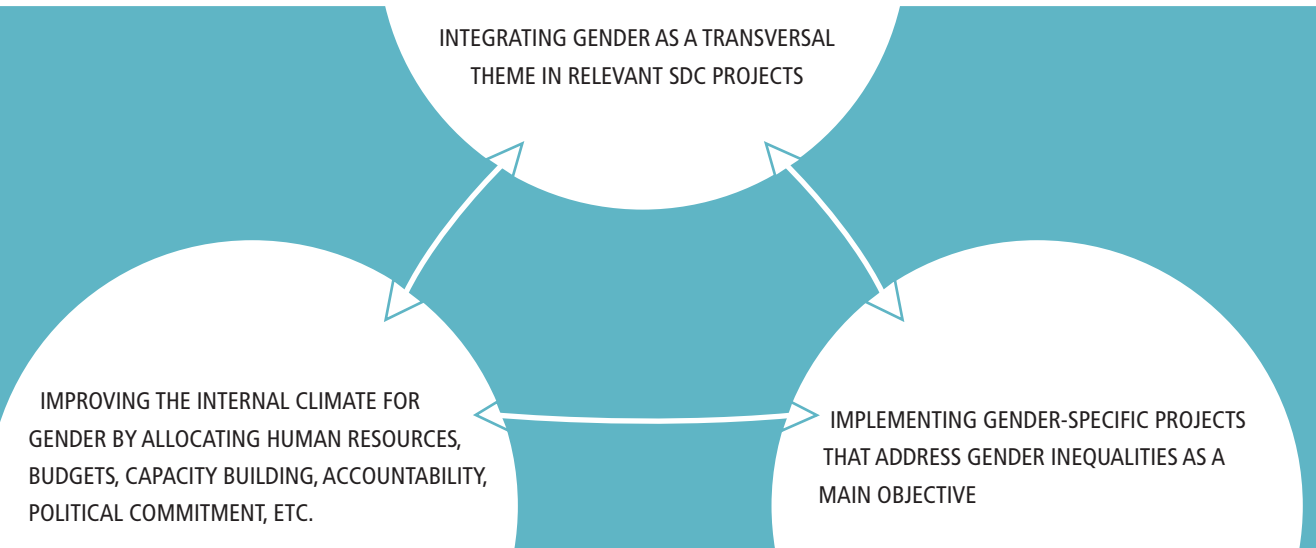 INTEGRATING GENDER AS A TRANSVERSAL
THEME IN RELEVANT SDC PROJECTS
IMPROVING THE INTERNAL CLIMATE FOR
GENDER BY ALLOCATING HUMAN RESOURCES,
BUDGETS, CAPACITY BUILDING, ACCOUNTABILITY,
POLITICAL COMMITMENT, ETC.
IMPLEMENTING GENDER-SPECIFIC PROJECTS
THAT ADDRESS GENDER INEQUALITIES AS A
MAIN OBJECTIVE